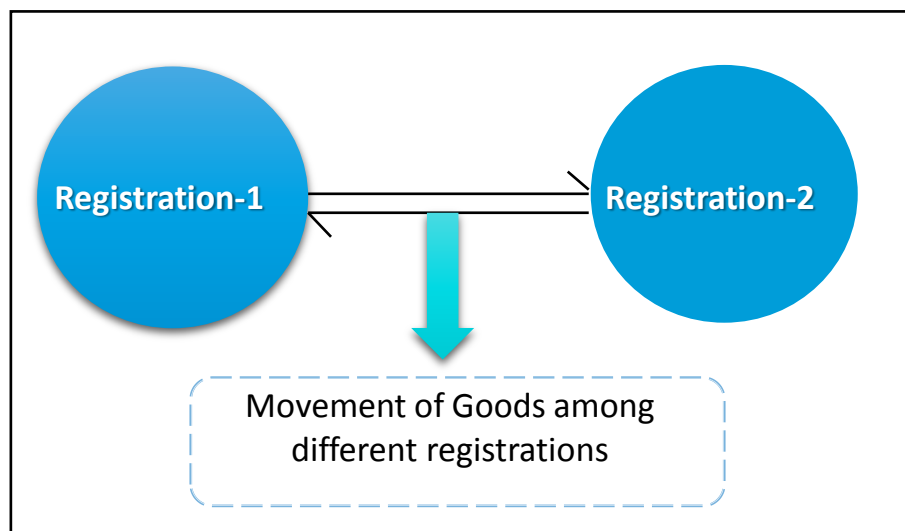 Registration-1
Registration-2
Movement of Goods among
different registrations